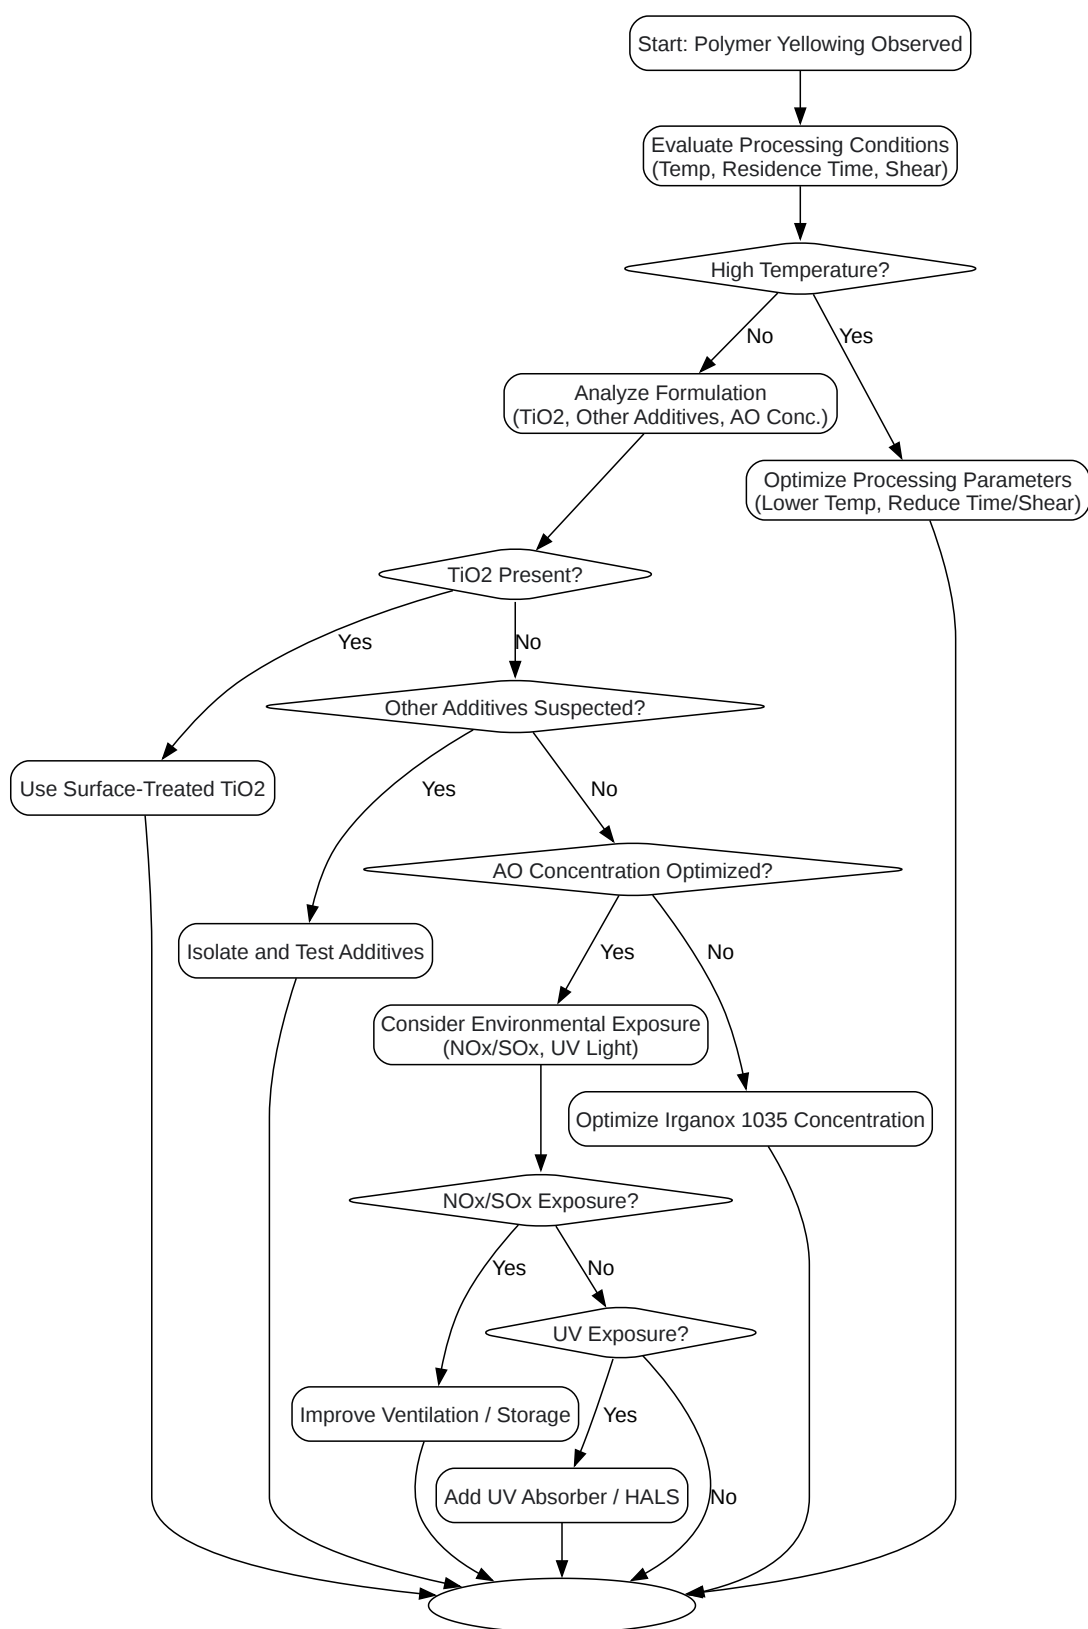 Start: Polymer Yellowing Observed
Evaluate Processing Conditions
(Temp, Residence Time, Shear)
High Temperature?
No
Yes
Analyze Formulation
(TiO2, Other Additives, AO Conc.)
Optimize Processing Parameters
(Lower Temp, Reduce Time/Shear)
TiO2 Present?
Yes
No
Other Additives Suspected?
Use Surface-Treated TiO2
Yes
No
AO Concentration Optimized?
Isolate and Test Additives
Yes
No
Consider Environmental Exposure
(NOx/SOx, UV Light)
Optimize Irganox 1035 Concentration
NOx/SOx Exposure?
Yes
No
UV Exposure?
Improve Ventilation / Storage
Yes
Add UV Absorber / HALS
No